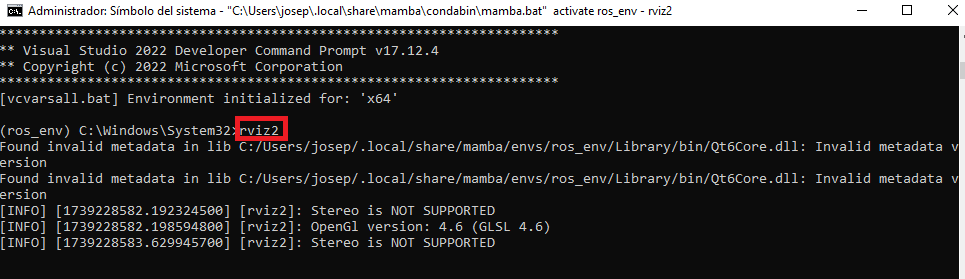 Administrador: Símbolo del sistema - "C:\Users\josep\.local\share\mamba\condabin\mamba.bat" activate ros_env - rviz2
**********************************************************************
** Visual Studio 2022 Developer Command Prompt v17.12.4
** Copyright (c) 2022 Microsoft Corporation
**********************************************************************
[vcvarsall.bat] Environment initialized for: 'x64'
(ros_env) C:\Windows\System32>rviz2
Found invalid metadata in lib C:/Users/josep/.local/share/mamba/envs/ros_env/Library/bin/Qt6Core.dll: Invalid metadata v
ersion
Found invalid metadata in lib C:/Users/josep/.local/share/mamba/envs/ros_env/Library/bin/Qt6Core.dll: Invalid metadata v
ersion
[INFO] [1739228582.192324500] [rviz2]: Stereo is NOT SUPPORTED
[INFO] [1739228582.198594800] [rviz2]: OpenGl version: 4.6 (GLSL 4.6)
[INFO] [1739228583.629945700] [rviz2]: Stereo is NOT SUPPORTED